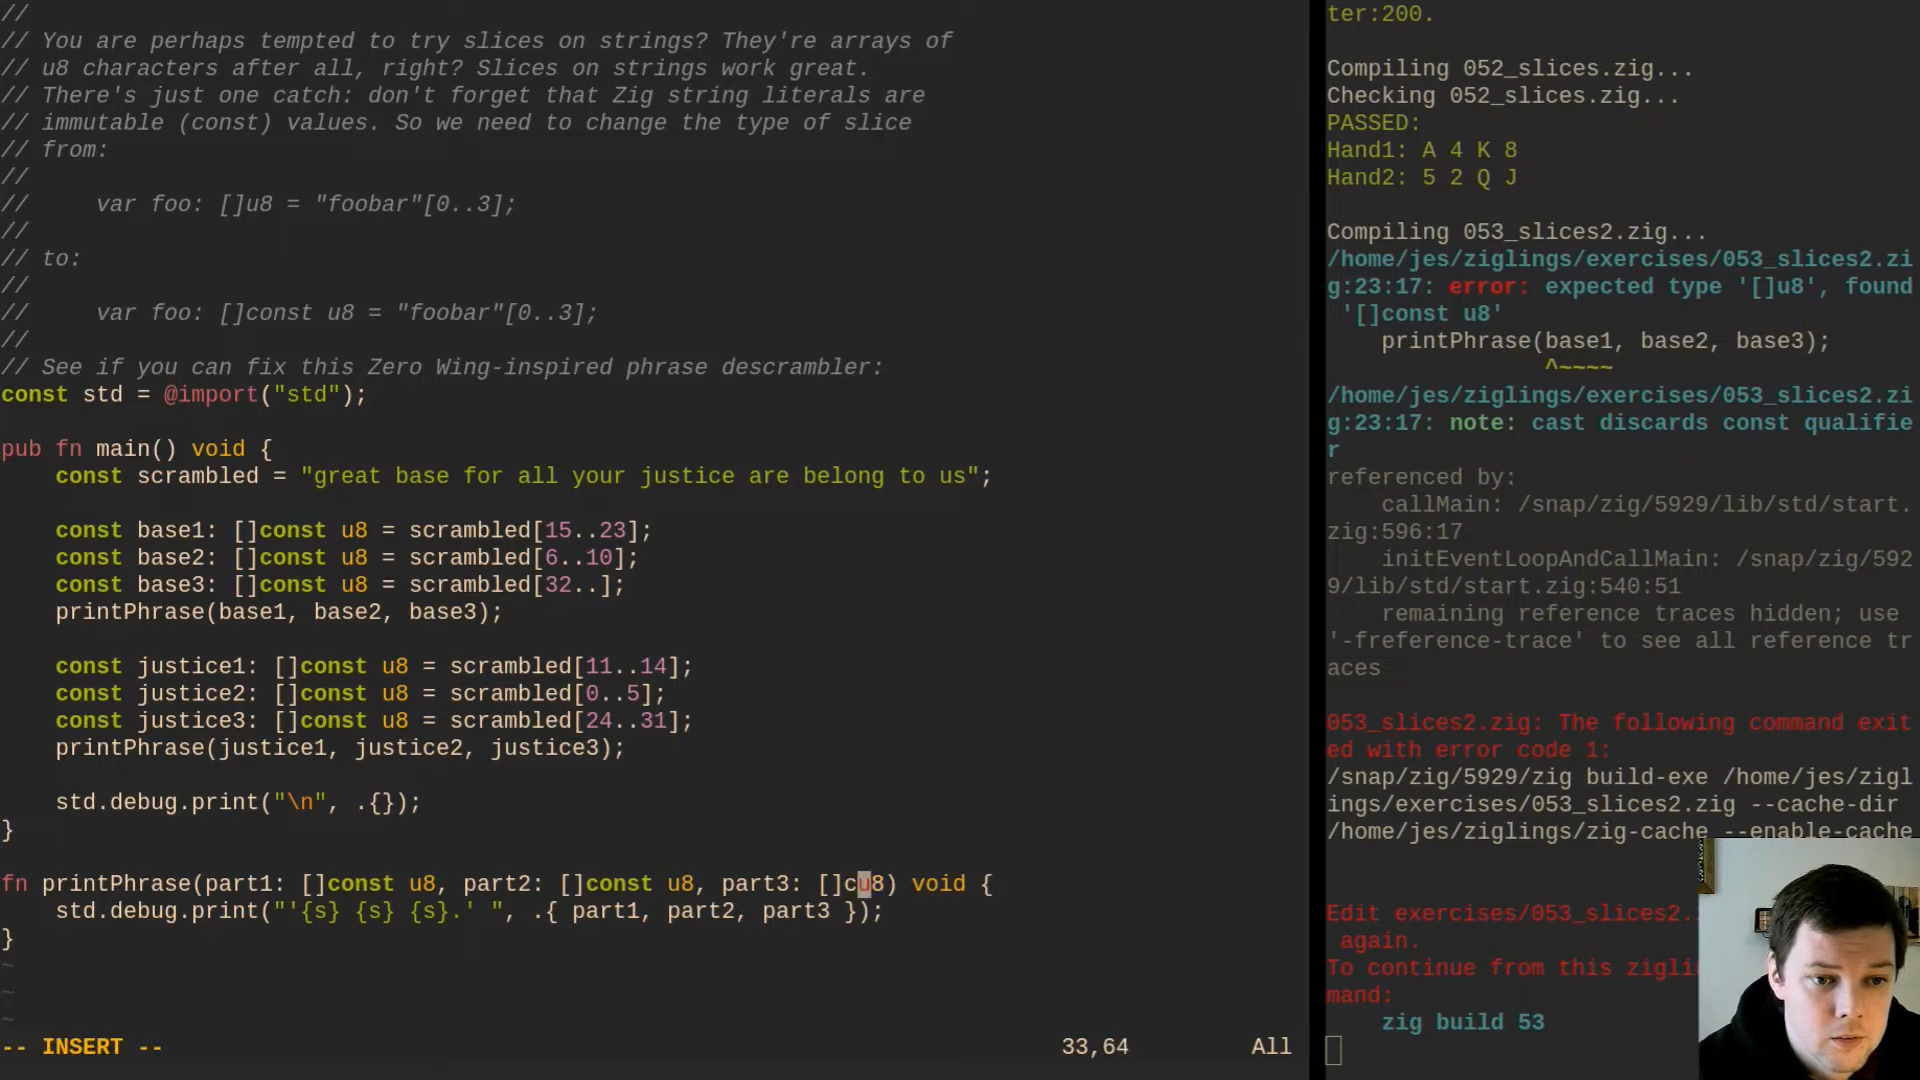 //
// You are perhaps tempted to try slices on strings? They're arrays of
// u8 characters after all, right? Slices on strings work great.
// There's just one catch: don't forget that Zig string literals are
// immutable (const) values. So we need to change the type of slice
// from:
//
//     var foo: []u8 = "foobar"[0..3];
//
// to:
//
//     var foo: []const u8 = "foobar"[0..3];
//
// See if you can fix this Zero Wing-inspired phrase descrambler:
const std = @import("std");

pub fn main() void {
    const scrambled = "great base for all your justice are belong to us";

    const base1: []const u8 = scrambled[15..23];
    const base2: []const u8 = scrambled[6..10];
    const base3: []const u8 = scrambled[32..];
    printPhrase(base1, base2, base3);

    const justice1: []const u8 = scrambled[11..14];
    const justice2: []const u8 = scrambled[0..5];
    const justice3: []const u8 = scrambled[24..31];
    printPhrase(justice1, justice2, justice3);

    std.debug.print("\n", .{});
}

fn printPhrase(part1: []const u8, part2: []const u8, part3: []cu8) void {
    std.debug.print("'{s} {s} {s}.' ", .{ part1, part2, part3 });
}
~
~
~
-- INSERT --                    33,64         All
ter:200.

Compiling 052_slices.zig...
Checking 052_slices.zig...
PASSED:
Hand1: A 4 K 8
Hand2: 5 2 Q J

Compiling 053_slices2.zig...
/home/jes/ziglings/exercises/053_slices2.zi
g:23:17: error: expected type '[]u8', found
 '[]const u8'
    printPhrase(base1, base2, base3);
                ^~~~~
/home/jes/ziglings/exercises/053_slices2.zi
g:23:17: note: cast discards const qualifie
r
referenced by:
    callMain: /snap/zig/5929/lib/std/start.
zig:596:17
    initEventLoopAndCallMain: /snap/zig/592
9/lib/std/start.zig:540:51
    remaining reference traces hidden; use
'-freference-trace' to see all reference tr
aces

053_slices2.zig: The following command exit
ed with error code 1:
/snap/zig/5929/zig build-exe /home/jes/zigl
ings/exercises/053_slices2.zig --cache-dir
/home/jes/ziglings/zig-cache --enable-cache

Edit exercises/053_slices2.
 again.
To continue from this zigli
mand:
    zig build 53